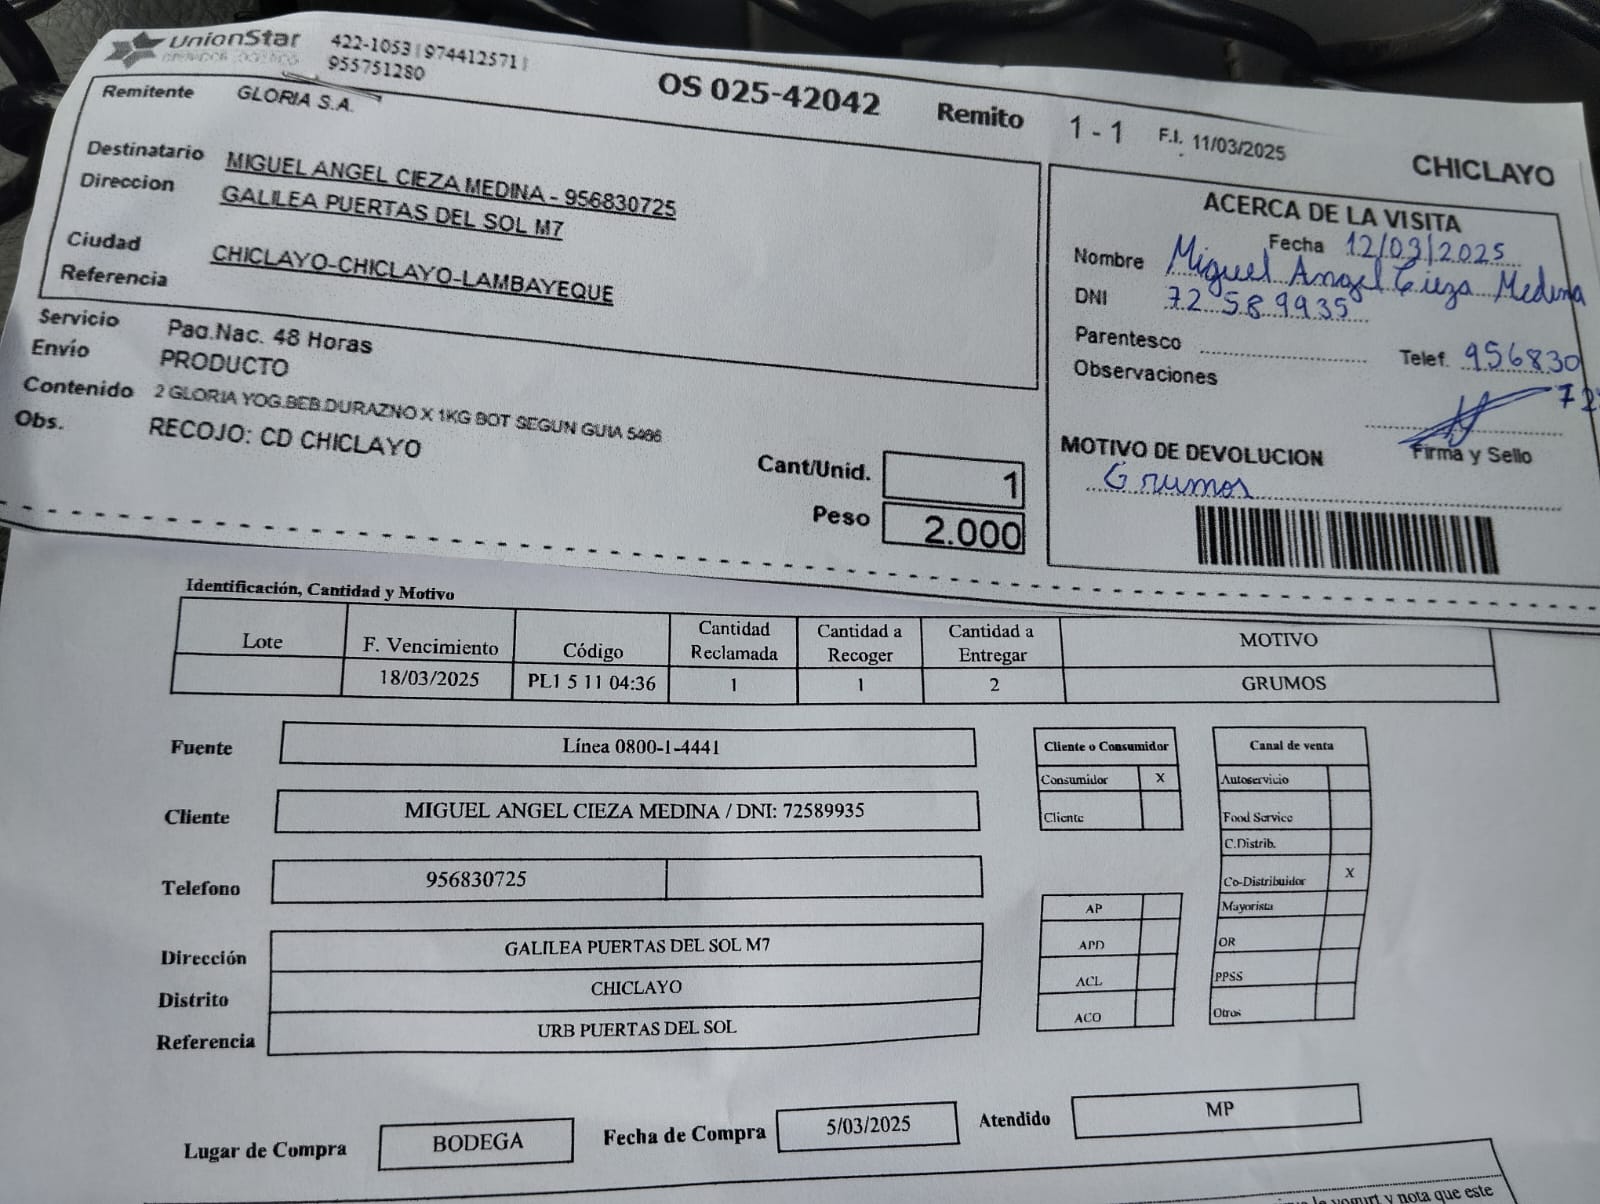 UnionStar 422-1053 | 974412571 |
OPERADOR LOGISTICO 955751280
OS 025-42042 Remito 1 - 1 F.I. 11/03/2025 CHICLAYO
Remitente GLORIA S.A.
Destinatario MIGUEL ANGEL CIEZA MEDINA - 956830725
Direccion GALILEA PUERTAS DEL SOL M7
Ciudad CHICLAYO-CHICLAYO-LAMBAYEQUE
Referencia
Servicio Paq.Nac. 48 Horas
Envío PRODUCTO
Contenido 2 GLORIA YOG.BEB.DURAZNO X 1KG BOT SEGUN GUIA 5486
Obs. RECOJO: CD CHICLAYO
Cant/Unid. 1
Peso 2.000
ACERCA DE LA VISITA
Fecha 12/03/2025
Nombre Miguel Angel Cieza Medina
DNI 72589935
Parentesco Telef. 956830
Observaciones 72
Firma y Sello
MOTIVO DE DEVOLUCION
Grumos
Identificación, Cantidad y Motivo
Lote F. Vencimiento Código Cantidad Reclamada Cantidad a Recoger Cantidad a Entregar MOTIVO
18/03/2025 PL1 5 11 04:36 1 1 2 GRUMOS
Fuente Línea 0800-1-4441
Cliente MIGUEL ANGEL CIEZA MEDINA / DNI: 72589935
Telefono 956830725
Dirección GALILEA PUERTAS DEL SOL M7
Distrito CHICLAYO
Referencia URB PUERTAS DEL SOL
Cliente o Consumidor
Consumidor X
Cliente
AP
APD
ACL
ACO
Canal de venta
Autoservicio
Food Service
C.Distrib.
Co-Distribuidor X
Mayorista
OR
PPSS
Otros
Lugar de Compra BODEGA Fecha de Compra 5/03/2025 Atendido MP
yogurt y nota que este